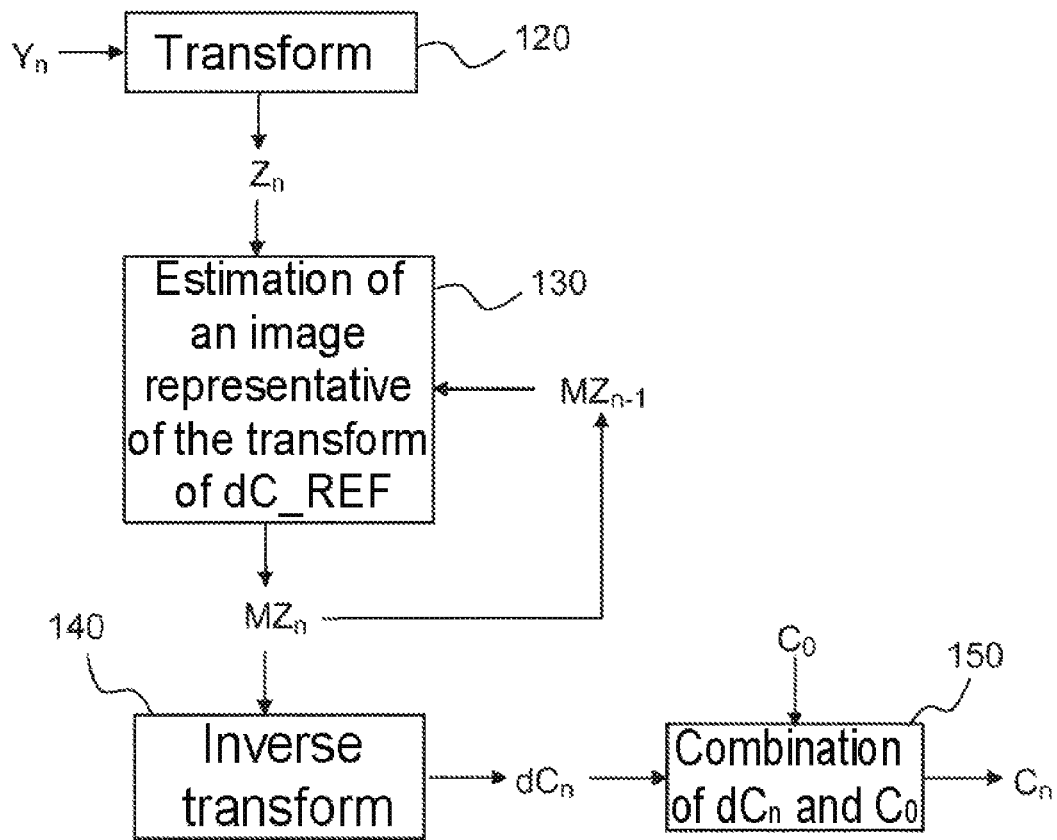 Yₙ
Transform
120
Zₙ
Estimation of
an image
representative
of the transform
of dC_REF
130
MZₙ₋₁
MZₙ
140
Inverse
transform
dCₙ
C₀
150
Combination
of dCₙ and C₀
Cₙ